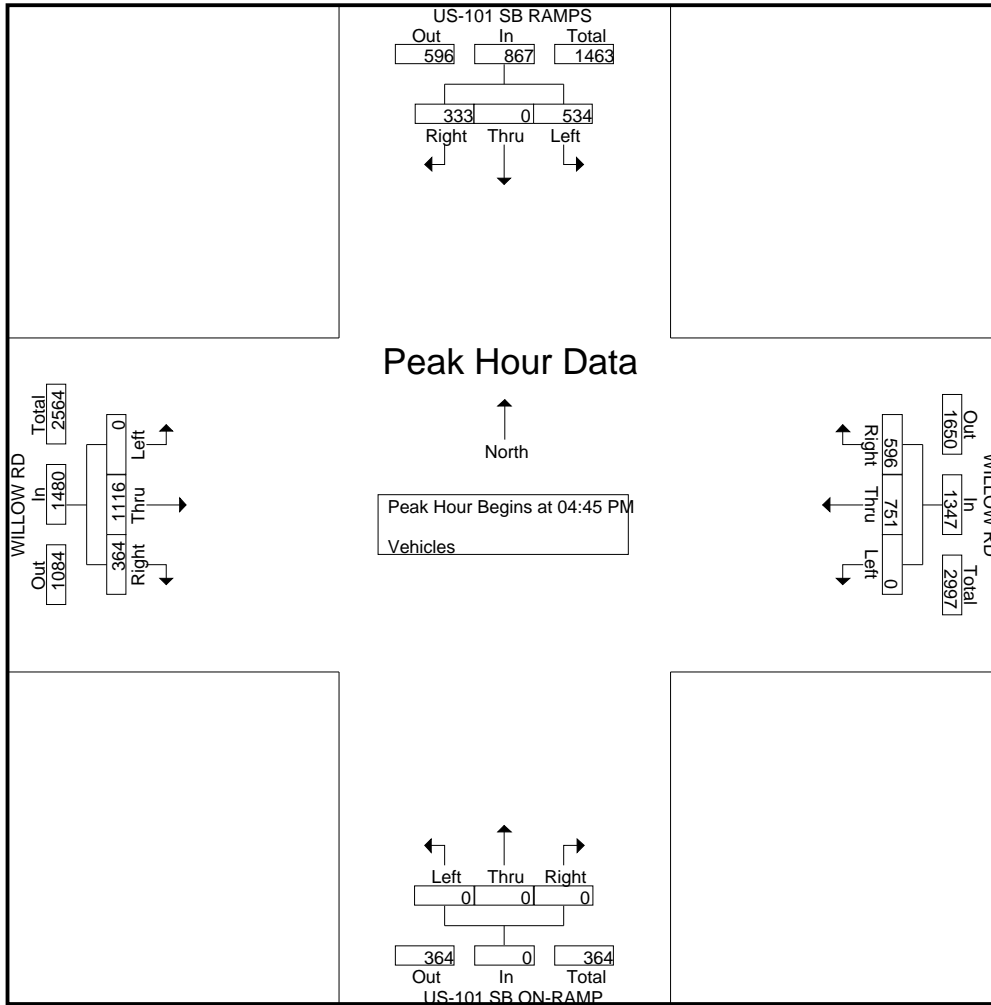 US-101 SB RAMPS
Out In Total
596 867 1463
333 0 534
Right Thru Left
Peak Hour Data
North
Peak Hour Begins at 04:45 PM
Vehicles
WILLOW RD
Out In Total
1084 1480 2564
Right Thru Left
364 1116 0
WILLOW RD
Out In Total
1650 1347 2997
Right Thru Left
596 751 0
Left Thru Right
0 0 0
364 0 364
Out In Total
US-101 SB ON-RAMP